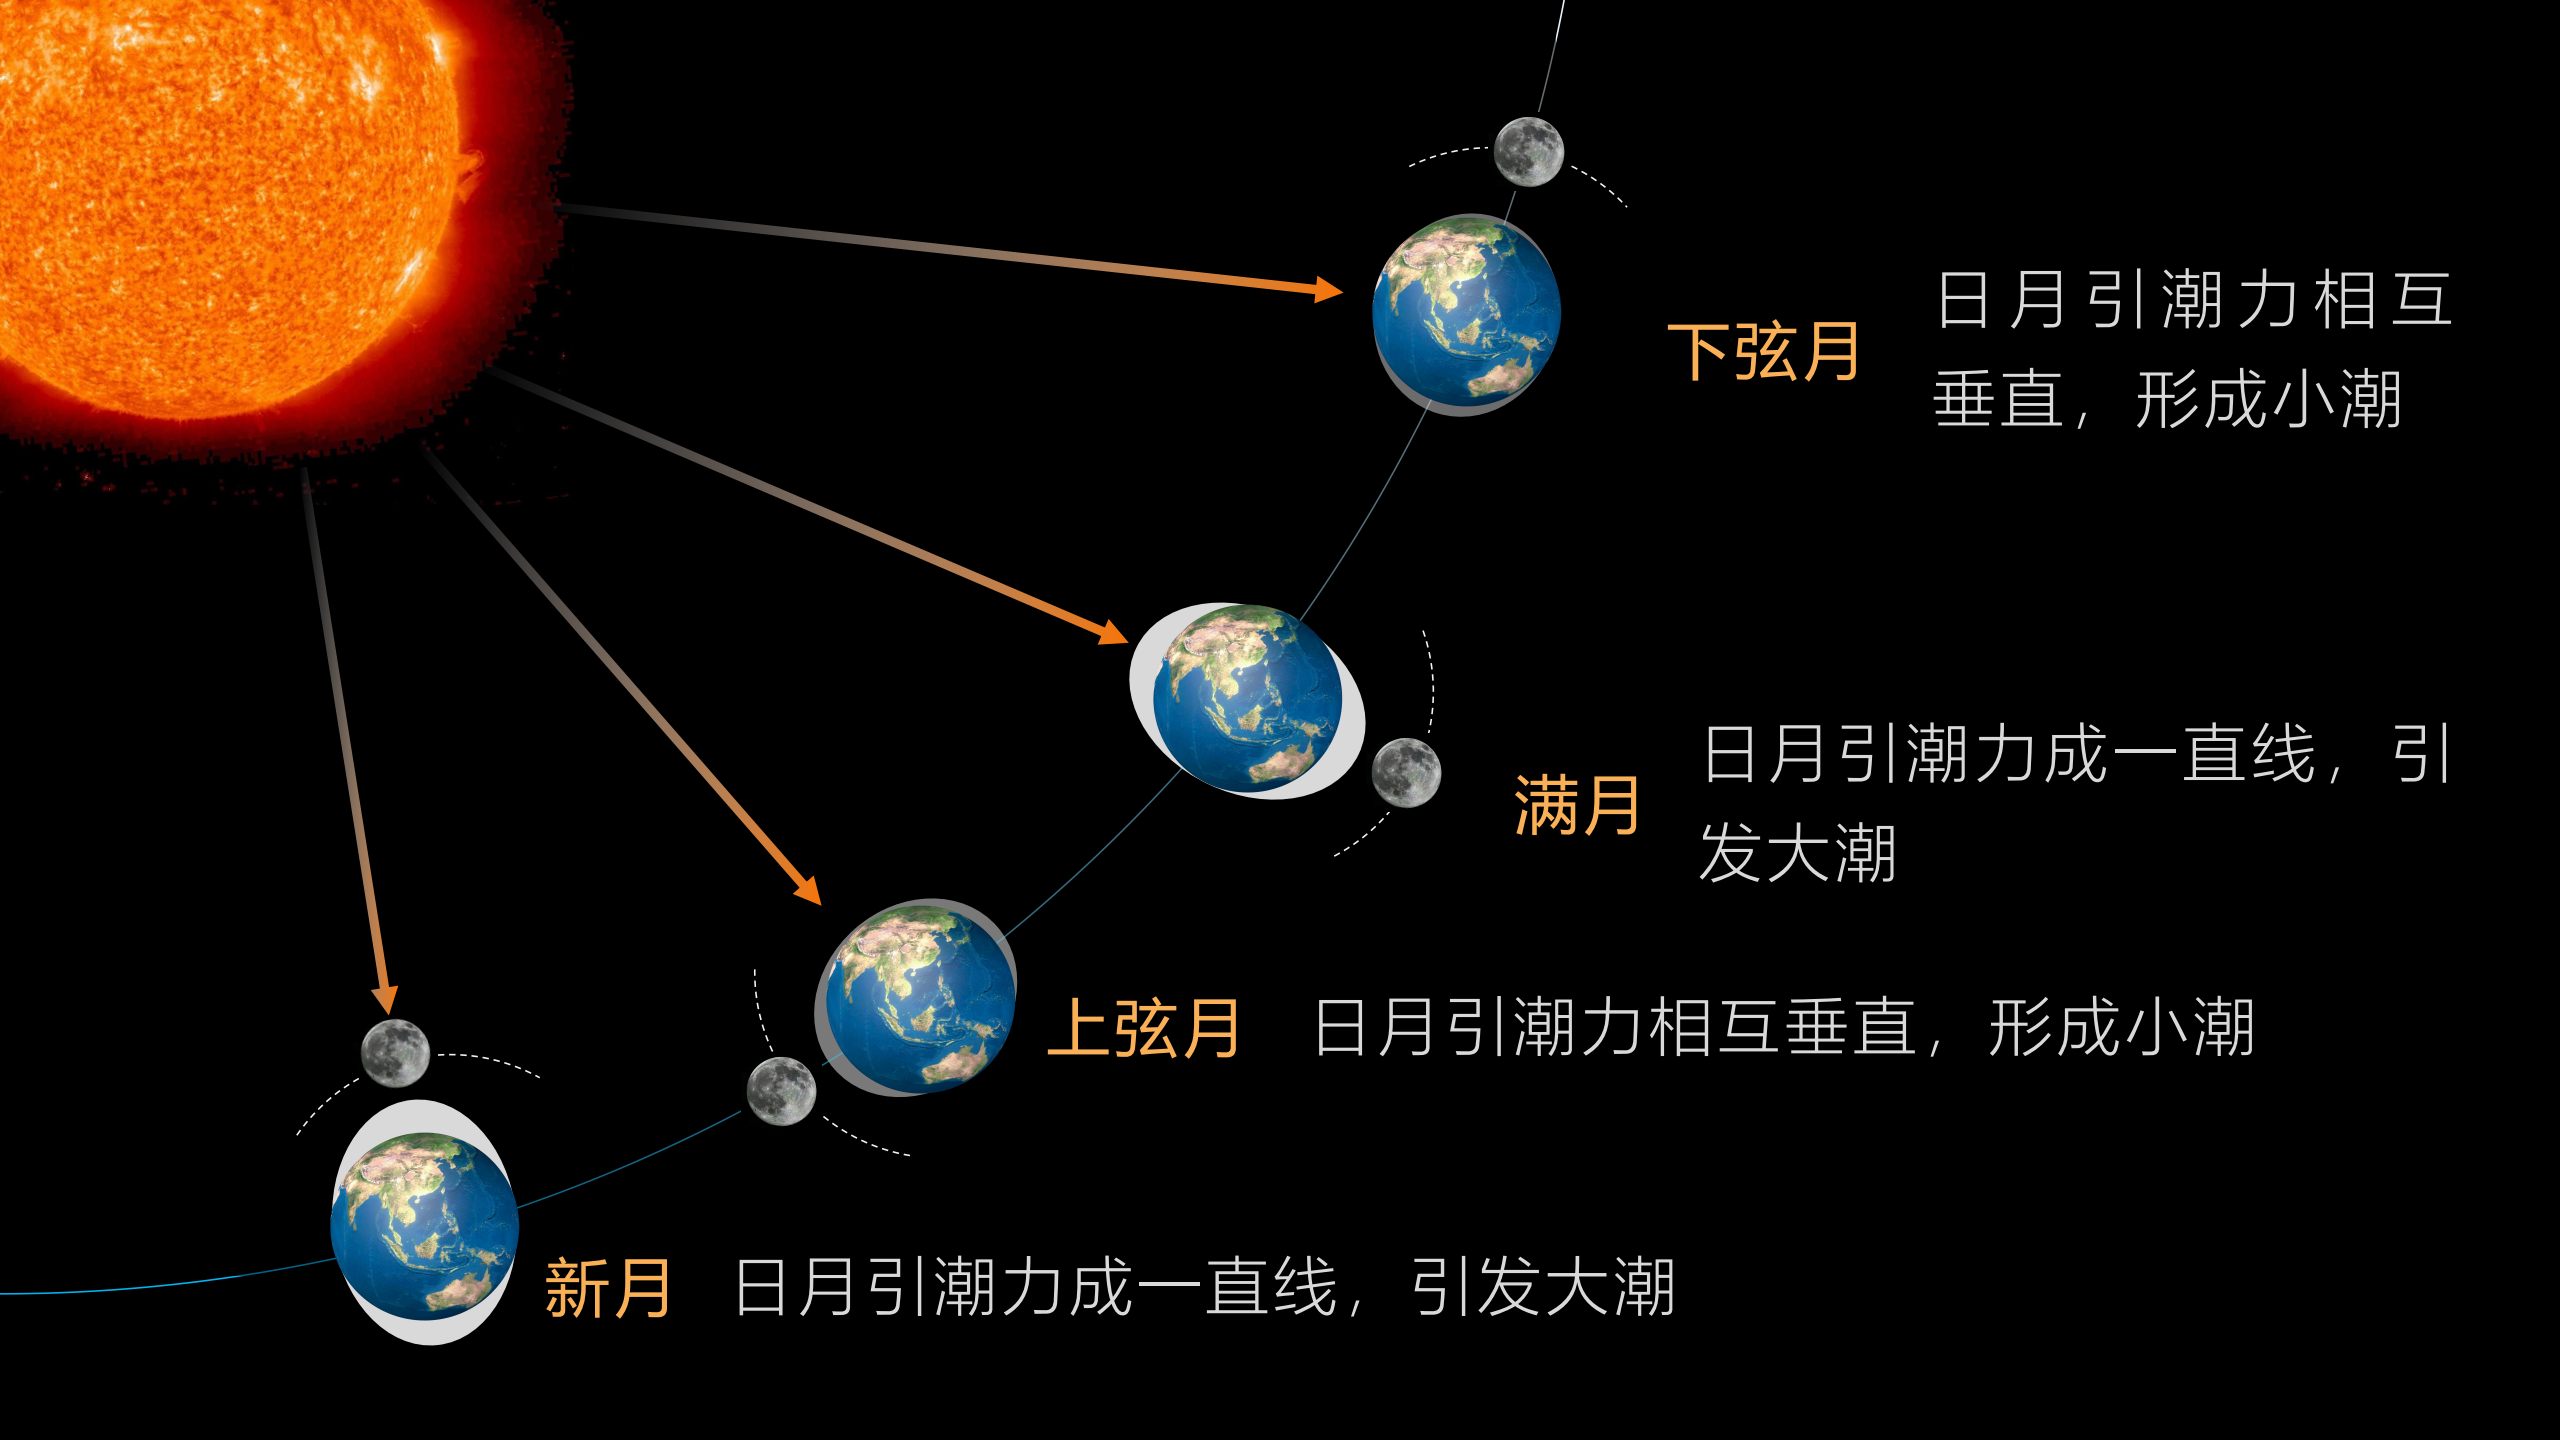 下弦月
日月引潮力相互
垂直，形成小潮
满月
日月引潮力成一直线，引
发大潮
上弦月 日月引潮力相互垂直，形成小潮
新月 日月引潮力成一直线，引发大潮